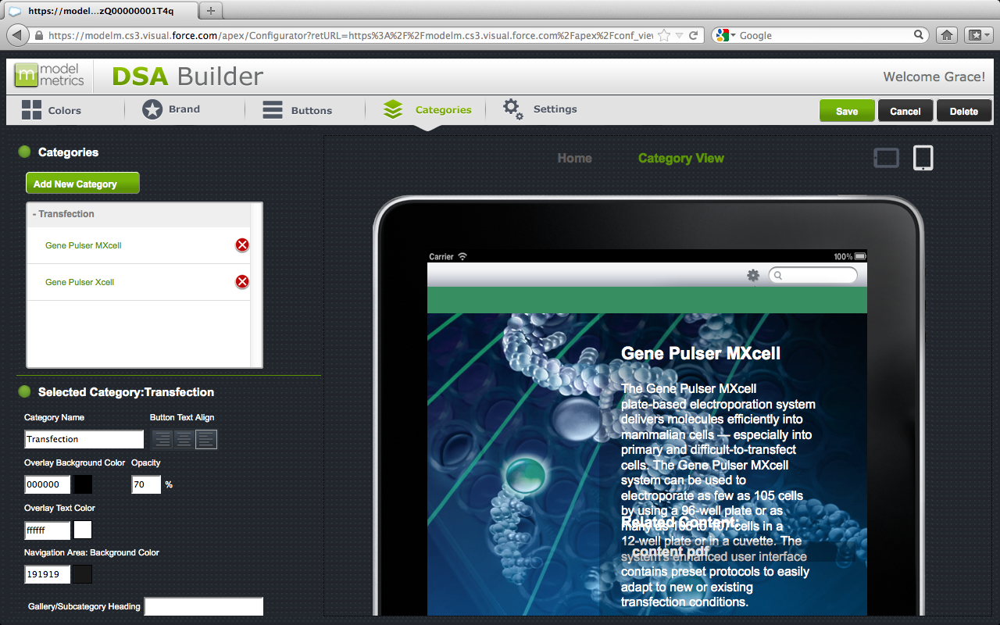 https://model...zQ00000001T4q
https://modelm.cs3.visual.force.com/apex/Configurator?retURL=https%3A%2F%2Fmodelm.cs3.visual.force.com%2Fapex%2Fconf_viev
Google
m model metrics
DSA Builder
Welcome Grace!
Colors
Brand
Buttons
Categories
Settings
Save
Cancel
Delete
Categories
Add New Category
- Transfection
Gene Pulser MXcell
Gene Pulser Xcell
Selected Category:Transfection
Category Name
Button Text Align
Transfection
Overlay Background Color
Opacity
000000
70
%
Overlay Text Color
ffffff
Navigation Area: Background Color
191919
Gallery/Subcategory Heading
Home
Category View
Carrier
100%
Gene Pulser MXcell
The Gene Pulser MXcell
plate-based electroporation system
delivers molecules efficiently into
mammalian cells — especially into
primary and difficult-to-transfect
cells. The Gene Pulser MXcell
system can be used to
electroporate as few as 105 cells
by using a 96-well plate or as
Related Content:
many as 106 to 107 cells in a
12-well plate or in a cuvette. The
content pdf
system's enhanced user interface
contains preset protocols to easily
adapt to new or existing
transfection conditions.